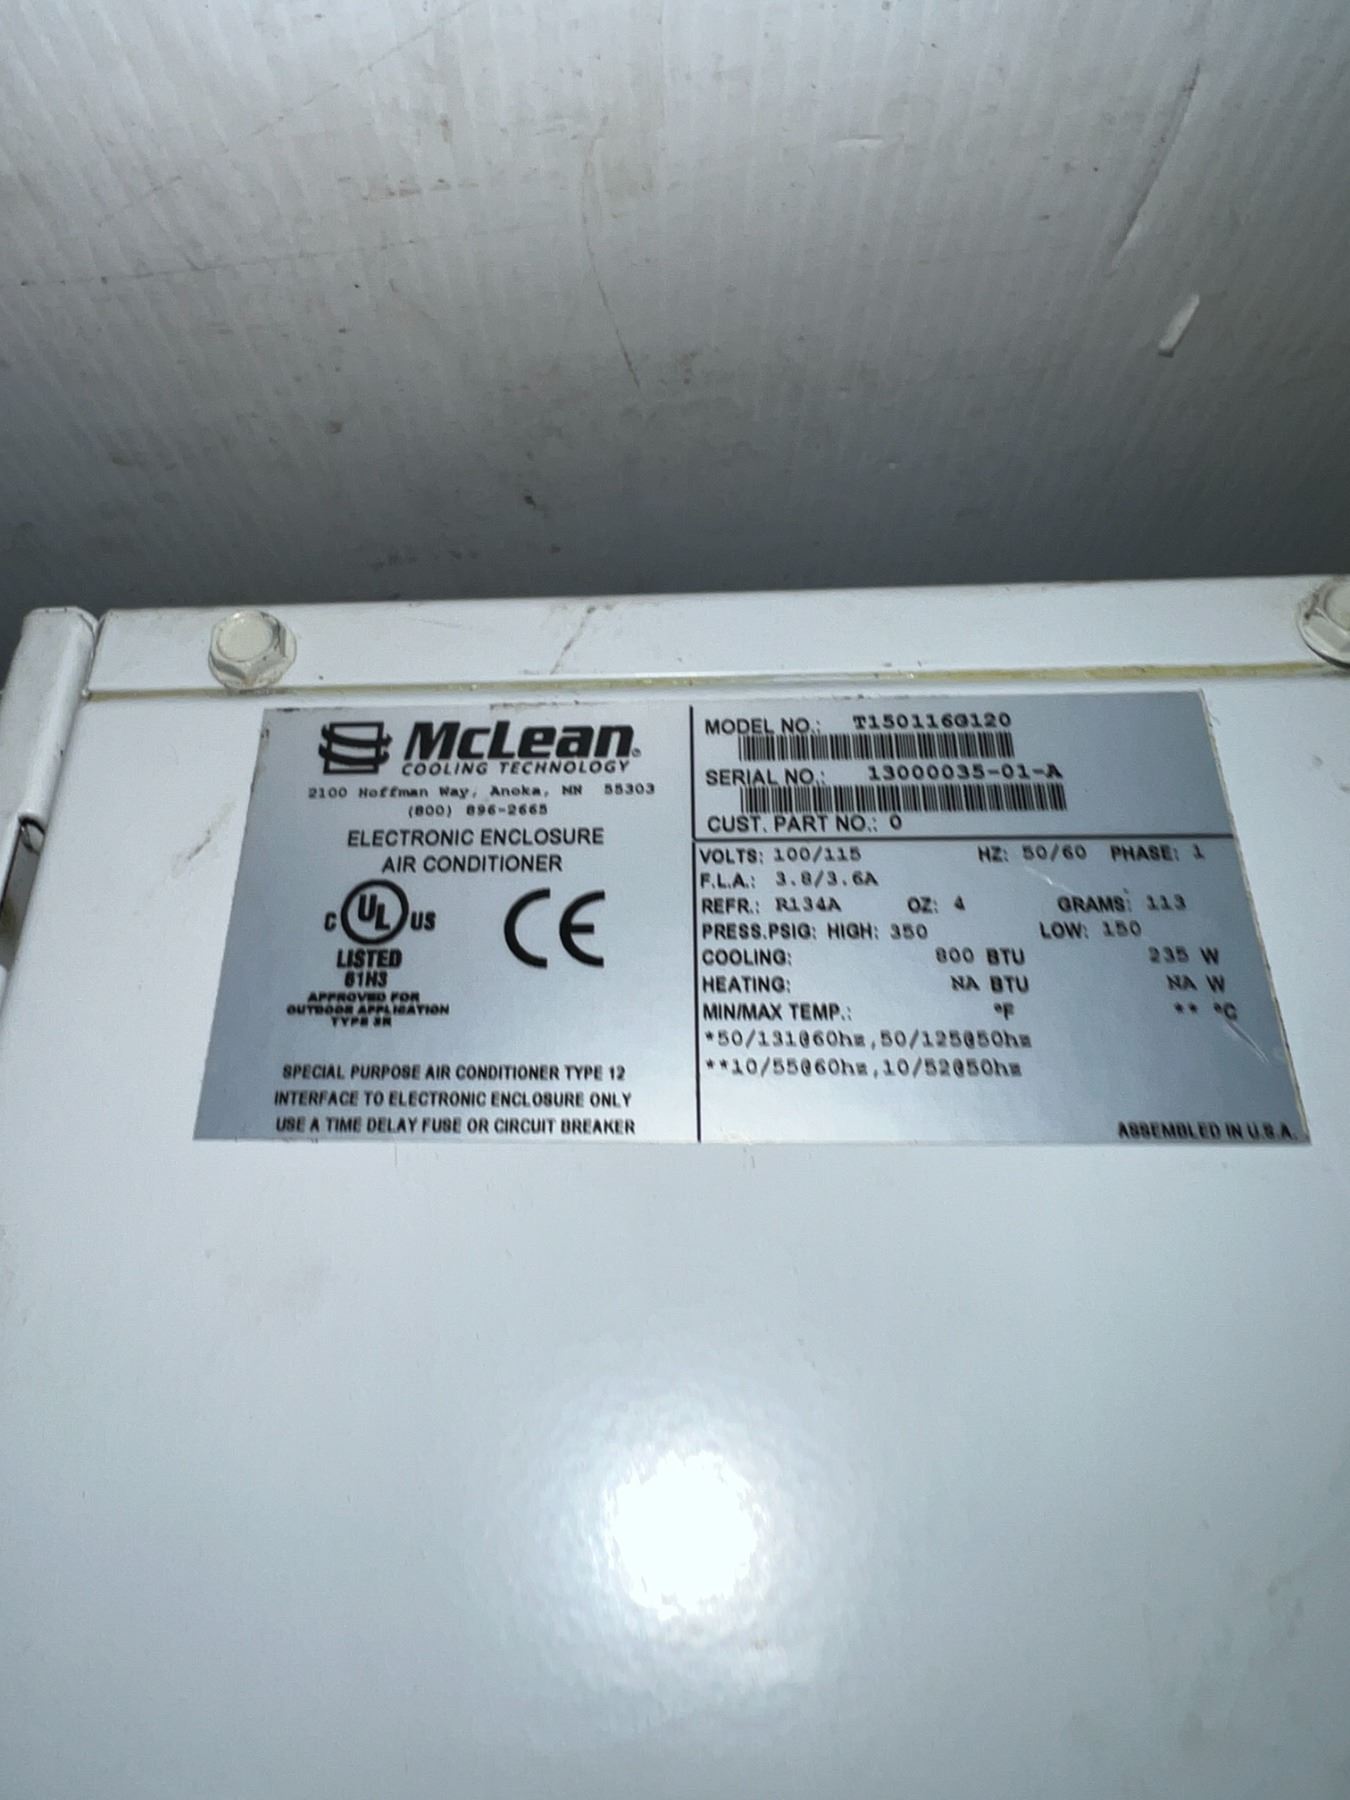 McLean®
COOLING TECHNOLOGY
2100 Hoffman Way, Anoka, MN 55303
(800) 896-2665
ELECTRONIC ENCLOSURE
AIR CONDITIONER
C UL US
LISTED
61H3
APPROVED FOR
OUTDOOR APPLICATION
TYPE 3R
CE
SPECIAL PURPOSE AIR CONDITIONER TYPE 12
INTERFACE TO ELECTRONIC ENCLOSURE ONLY
USE A TIME DELAY FUSE OR CIRCUIT BREAKER
MODEL NO.: T150116G120
SERIAL NO.: 13000035-01-A
CUST. PART NO.: 0
VOLTS: 100/115 HZ: 50/60 PHASE: 1
F.L.A.: 3.8/3.6A
REFR.: R134A OZ: 4 GRAMS: 113
PRESS.PSIG: HIGH: 350 LOW: 150
COOLING: 800 BTU 235 W
HEATING: NA BTU NA W
MIN/MAX TEMP.: °F ** °C
*50/131@60hz,50/125@50hz
**10/55@60hz,10/52@50hz
ASSEMBLED IN U.S.A.